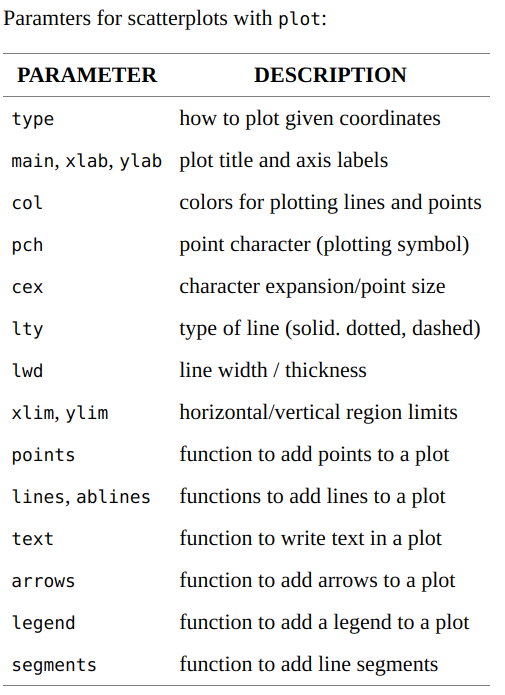 Paramters for scatterplots with plot:
PARAMETER DESCRIPTION
type how to plot given coordinates
main, xlab, ylab plot title and axis labels
col colors for plotting lines and points
pch point character (plotting symbol)
cex character expansion/point size
lty type of line (solid. dotted, dashed)
lwd line width / thickness
xlim, ylim horizontal/vertical region limits
points function to add points to a plot
lines, ablines functions to add lines to a plot
text function to write text in a plot
arrows function to add arrows to a plot
legend function to add a legend to a plot
segments function to add line segments